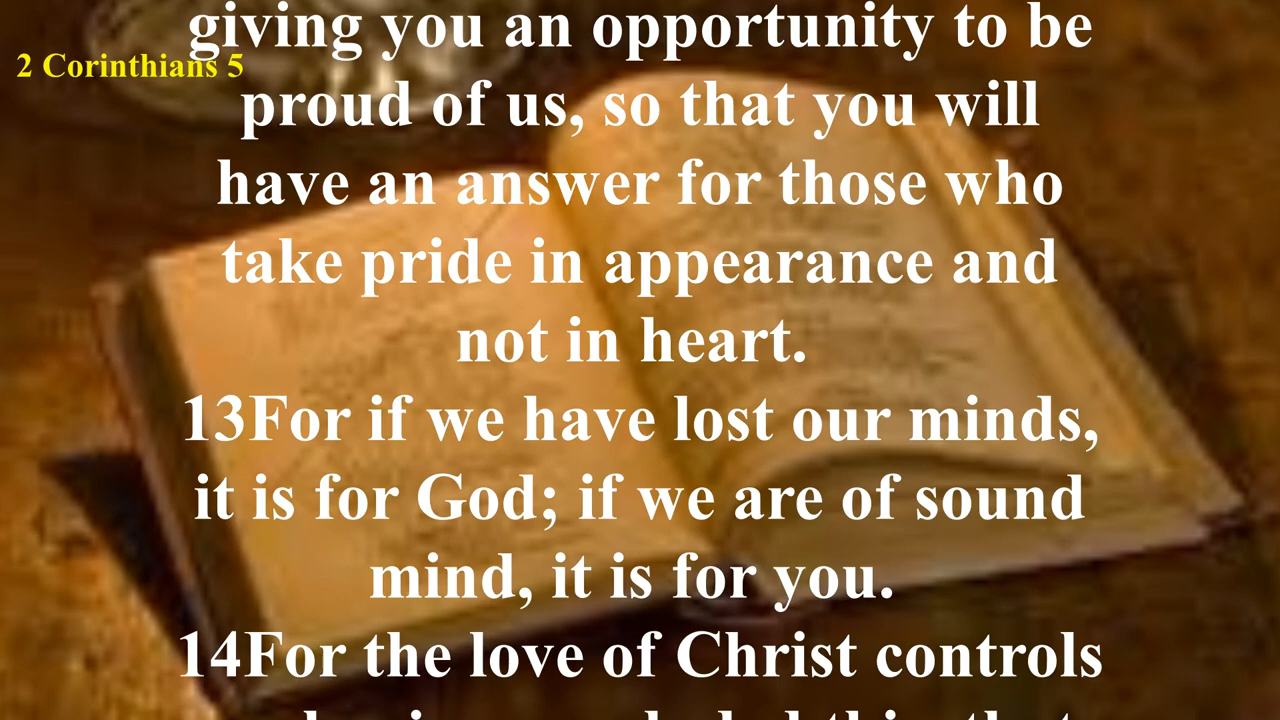 giving you an opportunity to be
2 Corinthians 5
proud of us, so that you will
have an answer for those who
take pride in appearance and
not in heart.
13For if we have lost our minds,
it is for God; if we are of sound
mind, it is for you.
14For the love of Christ controls